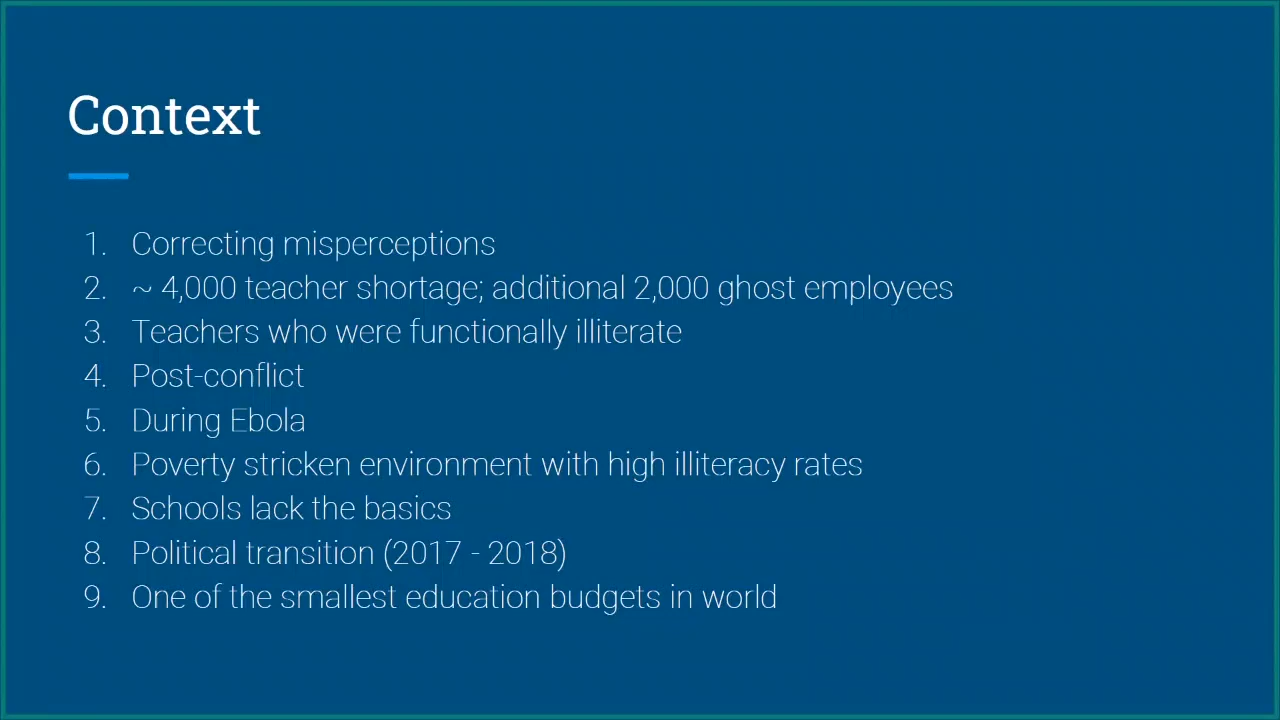 Context
1. Correcting misperceptions
2. ~ 4,000 teacher shortage; additional 2,000 ghost employees
3. Teachers who were functionally illiterate
4. Post-conflict
5. During Ebola
6. Poverty stricken environment with high illiteracy rates
7. Schools lack the basics
8. Political transition (2017 - 2018)
9. One of the smallest education budgets in world